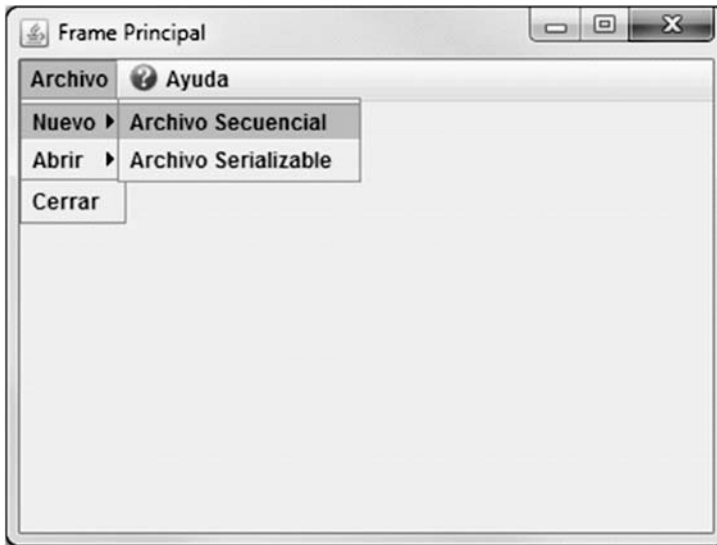 Frame Principal
Archivo Ayuda
Nuevo Archivo Secuencial
Abrir Archivo Serializable
Cerrar